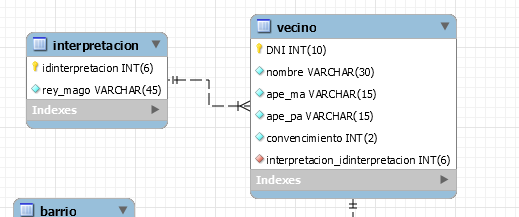 interpretacion
idinterpretacion INT(6)
rey_mago VARCHAR(45)
Indexes
vecino
DNI INT(10)
nombre VARCHAR(30)
ape_ma VARCHAR(15)
ape_pa VARCHAR(15)
convencimiento INT(2)
interpretacion_idinterpretacion INT(6)
Indexes
barrio